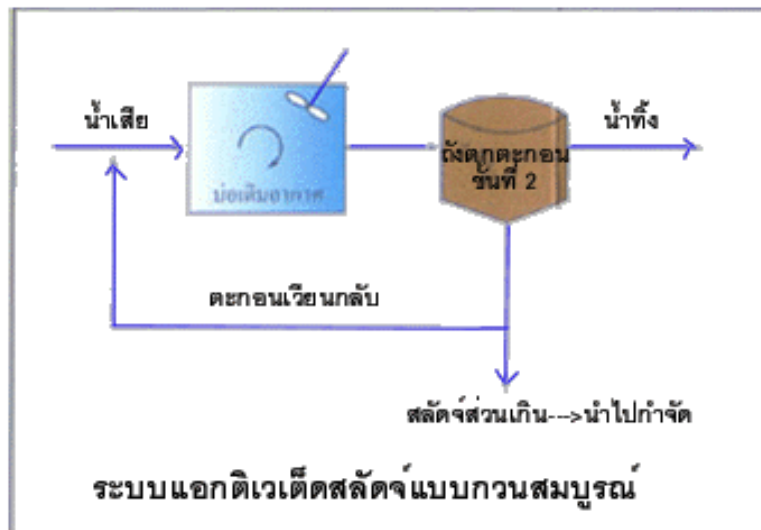 น้ำเสีย
น้ำทิ้ง
ถังตกตะกอน
ชั้นที่ 2
บ่อเติมอากาศ
ตะกอนเวียนกลับ
สลัดจ์ส่วนเกิน--->นำไปกำจัด
ระบบแอกติเวเต็ดสลัดจ์แบบกวนสมบูรณ์